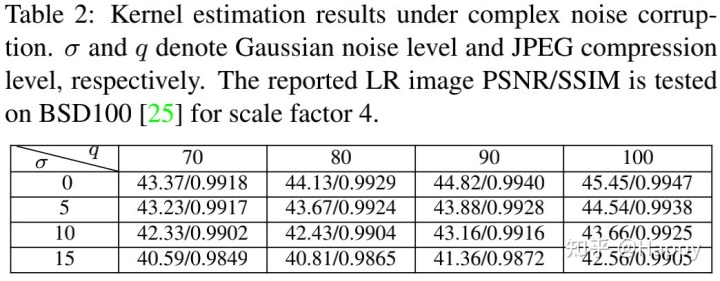 Table 2: Kernel estimation results under complex noise corrup-
tion. σ and q denote Gaussian noise level and JPEG compression
level, respectively. The reported LR image PSNR/SSIM is tested
on BSD100 [25] for scale factor 4.
σ q 70 80 90 100
0 43.37/0.9918 44.13/0.9929 44.82/0.9940 45.45/0.9947
5 43.23/0.9917 43.67/0.9924 43.88/0.9928 44.54/0.9938
10 42.33/0.9902 42.43/0.9904 43.16/0.9916 43.66/0.9925
15 40.59/0.9849 40.81/0.9865 41.36/0.9872 42.56/0.9905
知乎 @Happy